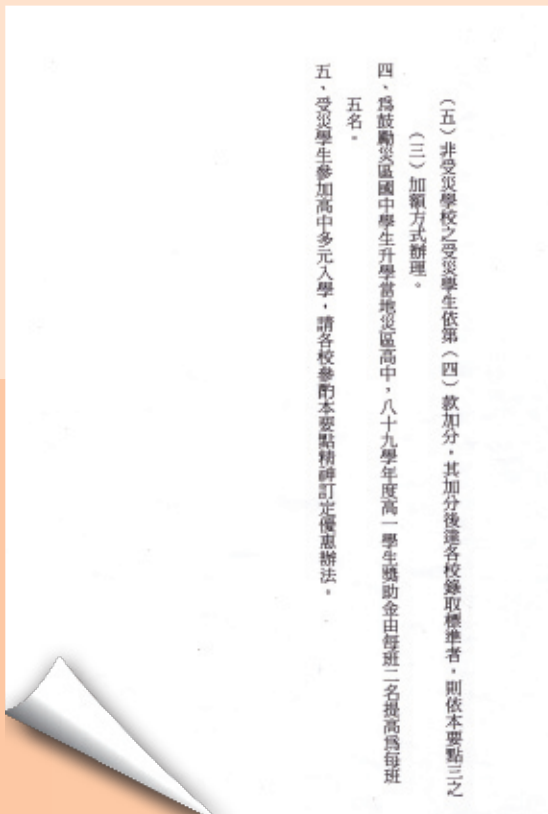 （五）非受災學校之受災學生依第（四）款加分，其加分後達各校錄取標準者，則依本要點三之
（三）加額方式辦理。
四、為鼓勵災區國中學生升學當地災區高中，八十九學年度高一學生獎助金由每班二名提高為每班
五名。
五、受災學生參加高中多元入學，請各校參酌本要點精神訂定優惠辦法。